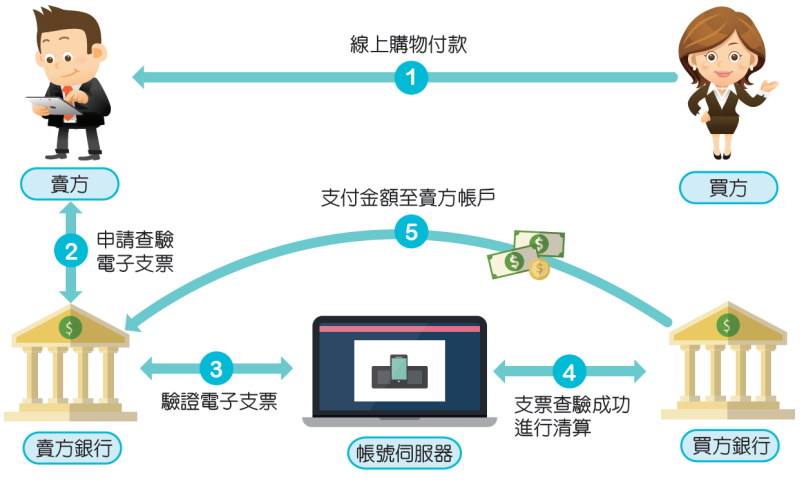 線上購物付款
1
賣方
買方
支付金額至賣方帳戶
5
2
申請查驗
電子支票
$
$
$
$
$
3
4
驗證電子支票
支票查驗成功
進行清算
賣方銀行
帳號伺服器
買方銀行